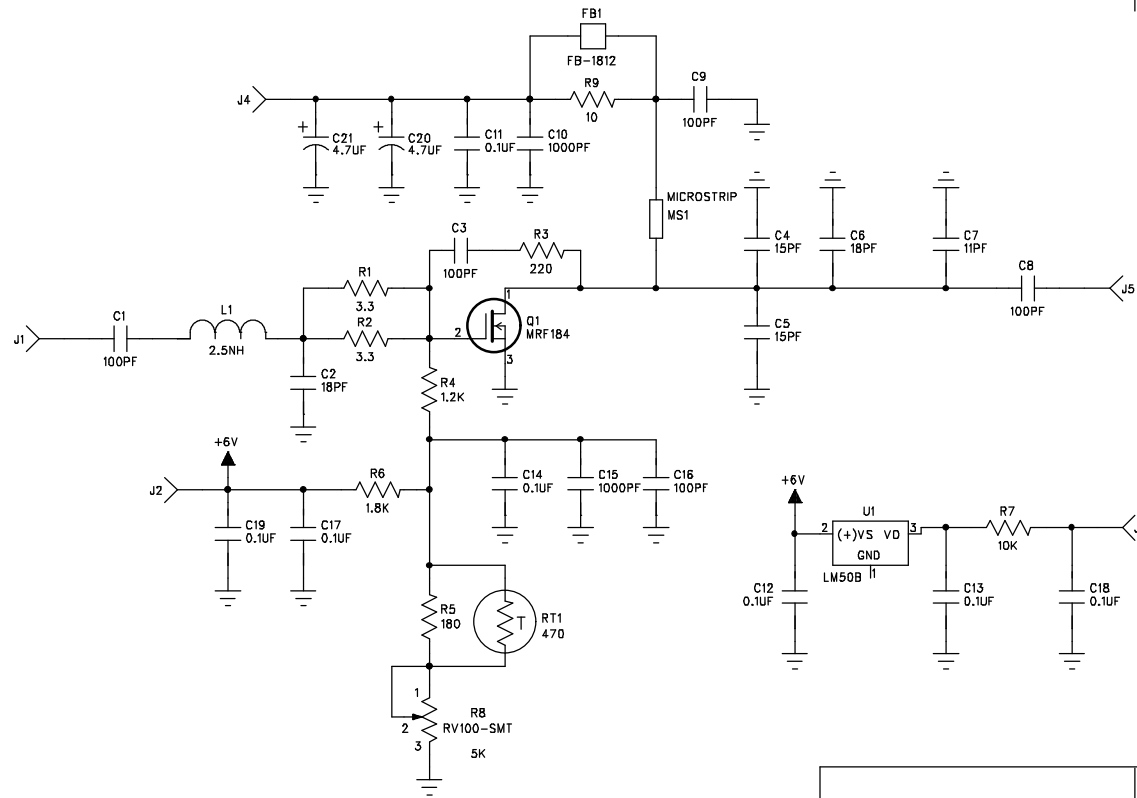 FB1
FB-1812
J4
R9
10
C9
100PF
+
C21
4.7UF
+
C20
4.7UF
C11
0.1UF
C10
1000PF
MICROSTRIP
MS1
C3
100PF
R3
220
C4
15PF
C6
18PF
C7
11PF
C8
100PF
J5
R1
3.3
R2
3.3
1
2
3
Q1
MRF184
J1
C1
100PF
L1
2.5NH
C2
18PF
C5
15PF
R4
1.2K
+6V
J2
R6
1.8K
C19
0.1UF
C17
0.1UF
C14
0.1UF
C15
1000PF
C16
100PF
+6V
U1
2
(+)VS VO
3
GND
LM50B
1
R7
10K
C12
0.1UF
C13
0.1UF
C18
0.1UF
R5
180
T
RT1
470
1
2
3
R8
RV100-SMT
5K